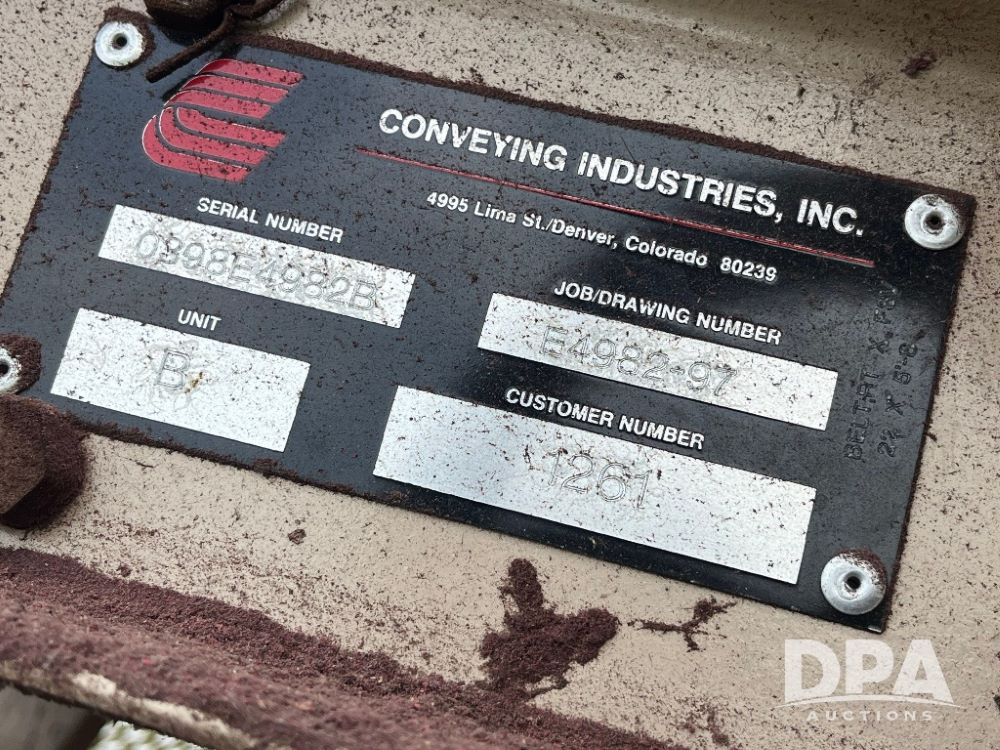 CONVEYING INDUSTRIES, INC.
4995 Lima St./Denver, Colorado 80239
SERIAL NUMBER
0398E4982B
JOB/DRAWING NUMBER
E4982-97
UNIT
B
CUSTOMER NUMBER
1261
DPA
AUCTIONS